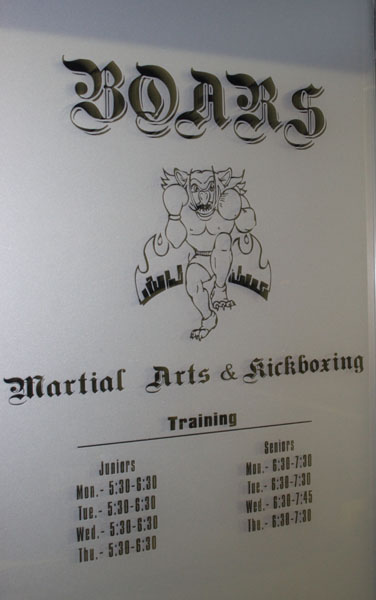 BOARS
Martial Arts & Kickboxing
Training
Juniors
Mon.- 5:30-6:30
Tue.- 5:30-6:30
Wed.- 5:30-6:30
Thu.- 5:30-6:30
Seniors
Mon.- 6:30-7:30
Tue.- 6:30-7:30
Wed.- 6:30-7:45
Thu.- 6:30-7:30